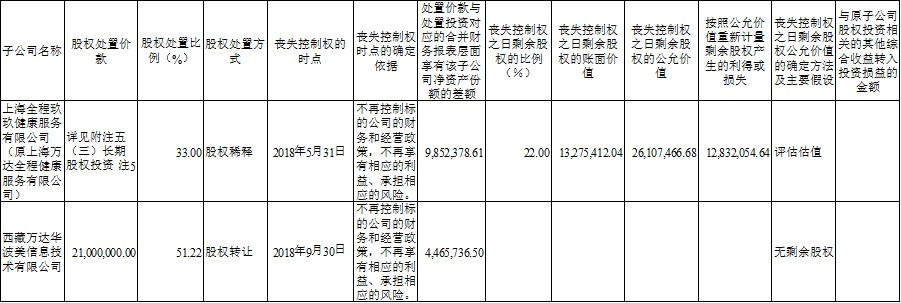 子公司名称
股权处置价
款
股权处置比
例（%）
股权处置方
式
丧失控制权的
时点
丧失控制权
时点的确定
依据
处置价款与
处置投资对
应的合并财
务报表层面
享有该子公
司净资产份
额的差额
丧失控制权
之日剩余股
权的比例
（%）
丧失控制权
之日剩余股
权的账面价
值
丧失控制权
之日剩余股
权的公允价
值
按照公允价
值重新计量
剩余股权产
生的利得或
损失
丧失控制权
之日剩余股
权公允价值
的确定方法
及主要假设
与原子公司
股权投资相
关的其他综
合收益转入
投资损益的
金额
上海全程玖
玖健康服务
有限公司
（原上海万
达全程健康
服务有限公
司）
详见附注五
（三）长期
股权投资 注5
33.00
股权稀释
2018年5月31日
不再控制标
的公司的财
务和经营政
策，不再享
有相应的利
益、承担相
应的风险。
9,852,378.61
22.00
13,275,412.04
26,107,466.68
12,832,054.64
评估估值
西藏万达华
波美信息技
术有限公司
21,000,000.00
51.22
股权转让
2018年9月30日
不再控制标
的公司的财
务和经营政
策，不再享
有相应的利
益、承担相
应的风险。
4,465,736.50
无剩余股权